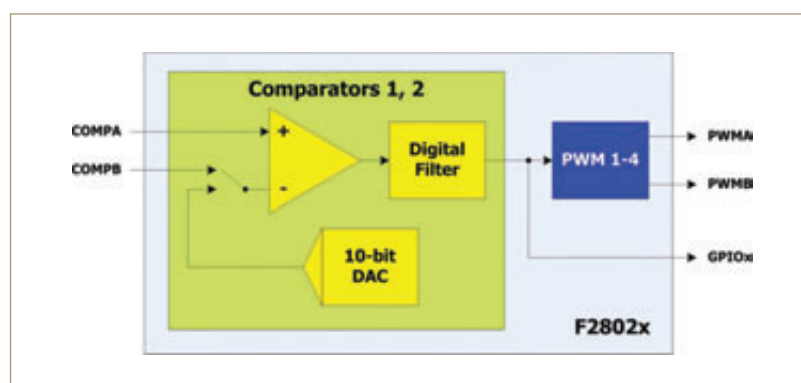 Comparators 1, 2
COMPA
+
COMPB
-
Digital
Filter
PWM 1-4
PWMA
PWMB
10-bit
DAC
GPIOx
F2802x